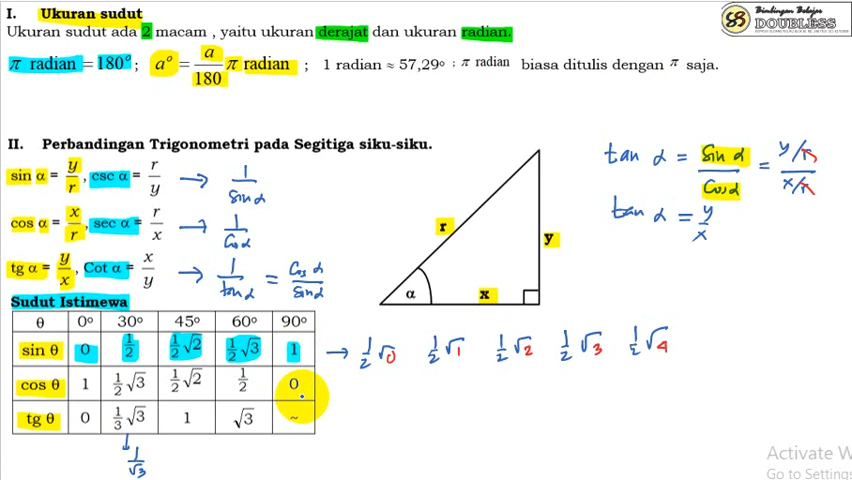 I. Ukuran sudut
Ukuran sudut ada 2 macam , yaitu ukuran derajat dan ukuran radian.
π radian = 180°; a° = a/180 π radian ; 1 radian ≈ 57,29° ; π radian biasa ditulis dengan π saja.
Bimbingan Belajar
DOUBLESS
II. Perbandingan Trigonometri pada Segitiga siku-siku.
sin α = y/r , csc α = r/y → 1/sin α
cos α = x/r , sec α = r/x → 1/cos α
tg α = y/x , Cot α = x/y → 1/tan α = cos α/sin α
r
y
α
x
tan α = sin α/cos α = y/r / x/r
tan α = y/x
Sudut Istimewa
θ 0° 30° 45° 60° 90°
sin θ 0 1/2 1/2√2 1/2√3 1 → 1/2√0 1/2√1 1/2√2 1/2√3 1/2√4
cos θ 1 1/2√3 1/2√2 1/2 0
tg θ 0 1/3√3 1 √3 ~
↓
1/√3
Activate W
Go to Settings